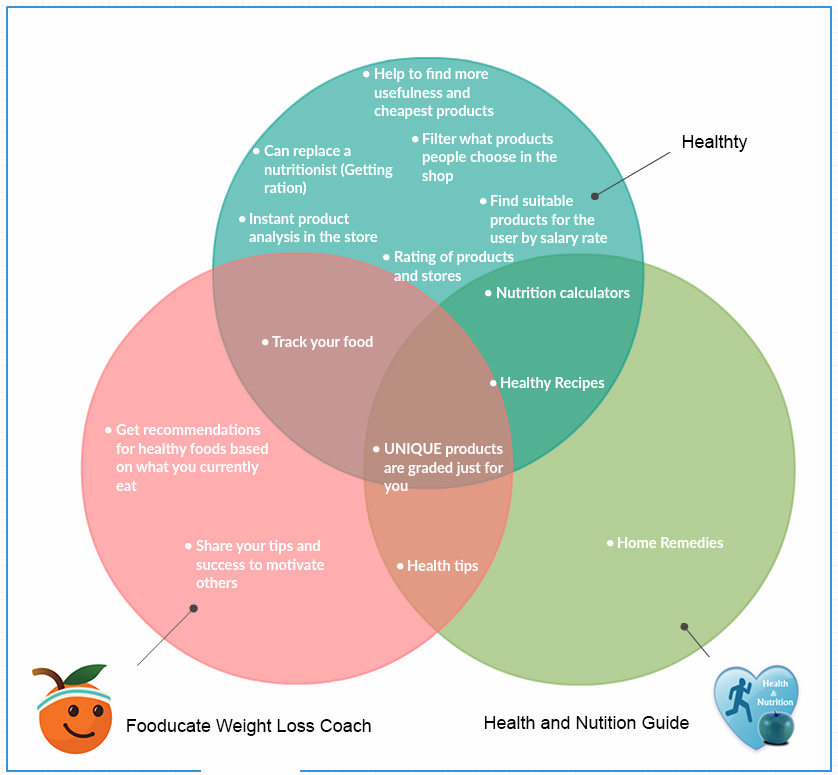 • Help to find more
usefulness and
cheapest products
• Filter what products
people choose in the
shop
Healthty
• Can replace a
nutritionist (Getting
ration)
• Find suitable
products for the
user by salary rate
• Instant product
analysis in the store
• Rating of products
and stores
• Nutrition calculators
• Track your food
• Healthy Recipes
• Get recommendations
for healthy foods based
on what you currently
eat
• UNIQUE products
are graded just for
you
• Share your tips and
success to motivate
others
• Health tips
• Home Remedies
Fooducate Weight Loss Coach
Health and Nutition Guide
Health
&
Nutrition